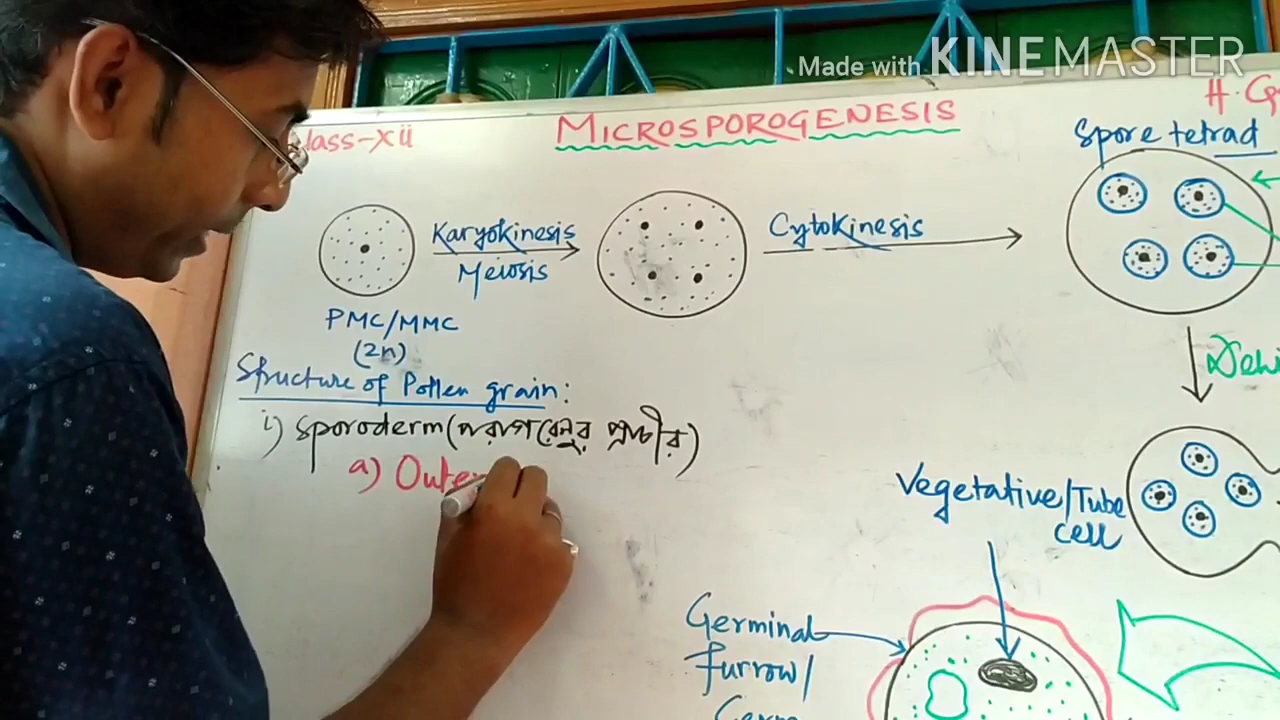 Made with KINEMASTER
Class-XII
MICROSPOROGENESIS
Spore tetrad
Karyokinesis
Meiosis
Cytokinesis
PMC/MMC
(2n)
Structure of Pollen grain:
i) Sporoderm (পরাগরেনুর প্রাচীর)
a) Outer
Vegetative/Tube
cell
Germinal
furrow/